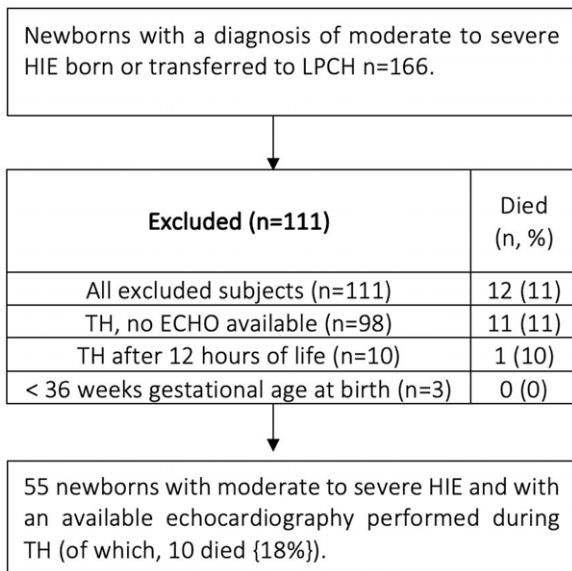 Newborns with a diagnosis of moderate to severe
HIE born or transferred to LPCH n=166.
Excluded (n=111)
Died
(n, %)
All excluded subjects (n=111) 12 (11)
TH, no ECHO available (n=98) 11 (11)
TH after 12 hours of life (n=10) 1 (10)
< 36 weeks gestational age at birth (n=3) 0 (0)
55 newborns with moderate to severe HIE and with
an available echocardiography performed during
TH (of which, 10 died {18%}).